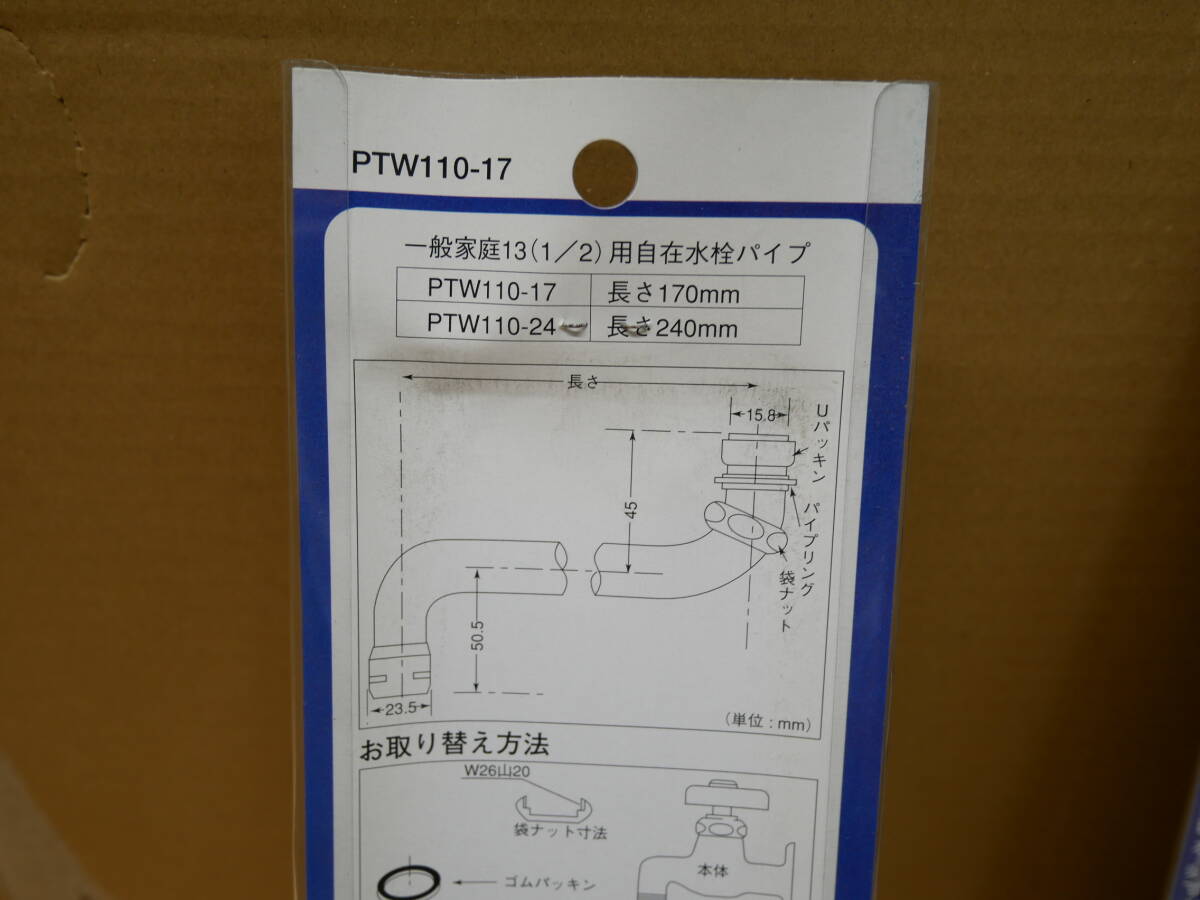 PTW110-17
一般家庭13(1／2)用自在水栓パイプ
PTW110-17 長さ170mm
PTW110-24 長さ240mm
長さ
15.8
Uパッキン
45
パイプリング
袋ナット
50.5
23.5
(単位:mm)
お取り替え方法
W26山20
袋ナット寸法
本体
ゴムパッキン